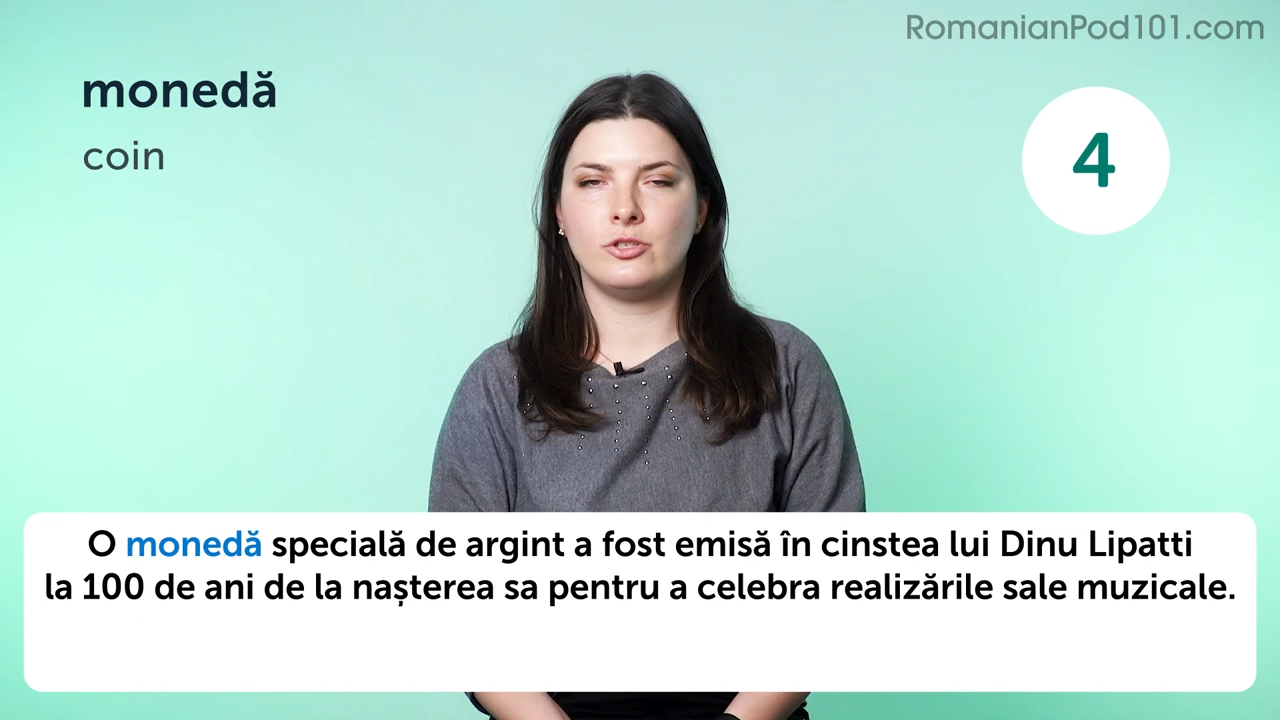 RomanianPod101.com
monedă
coin
4
O monedă specială de argint a fost emisă în cinstea lui Dinu Lipatti
la 100 de ani de la nașterea sa pentru a celebra realizările sale muzicale.